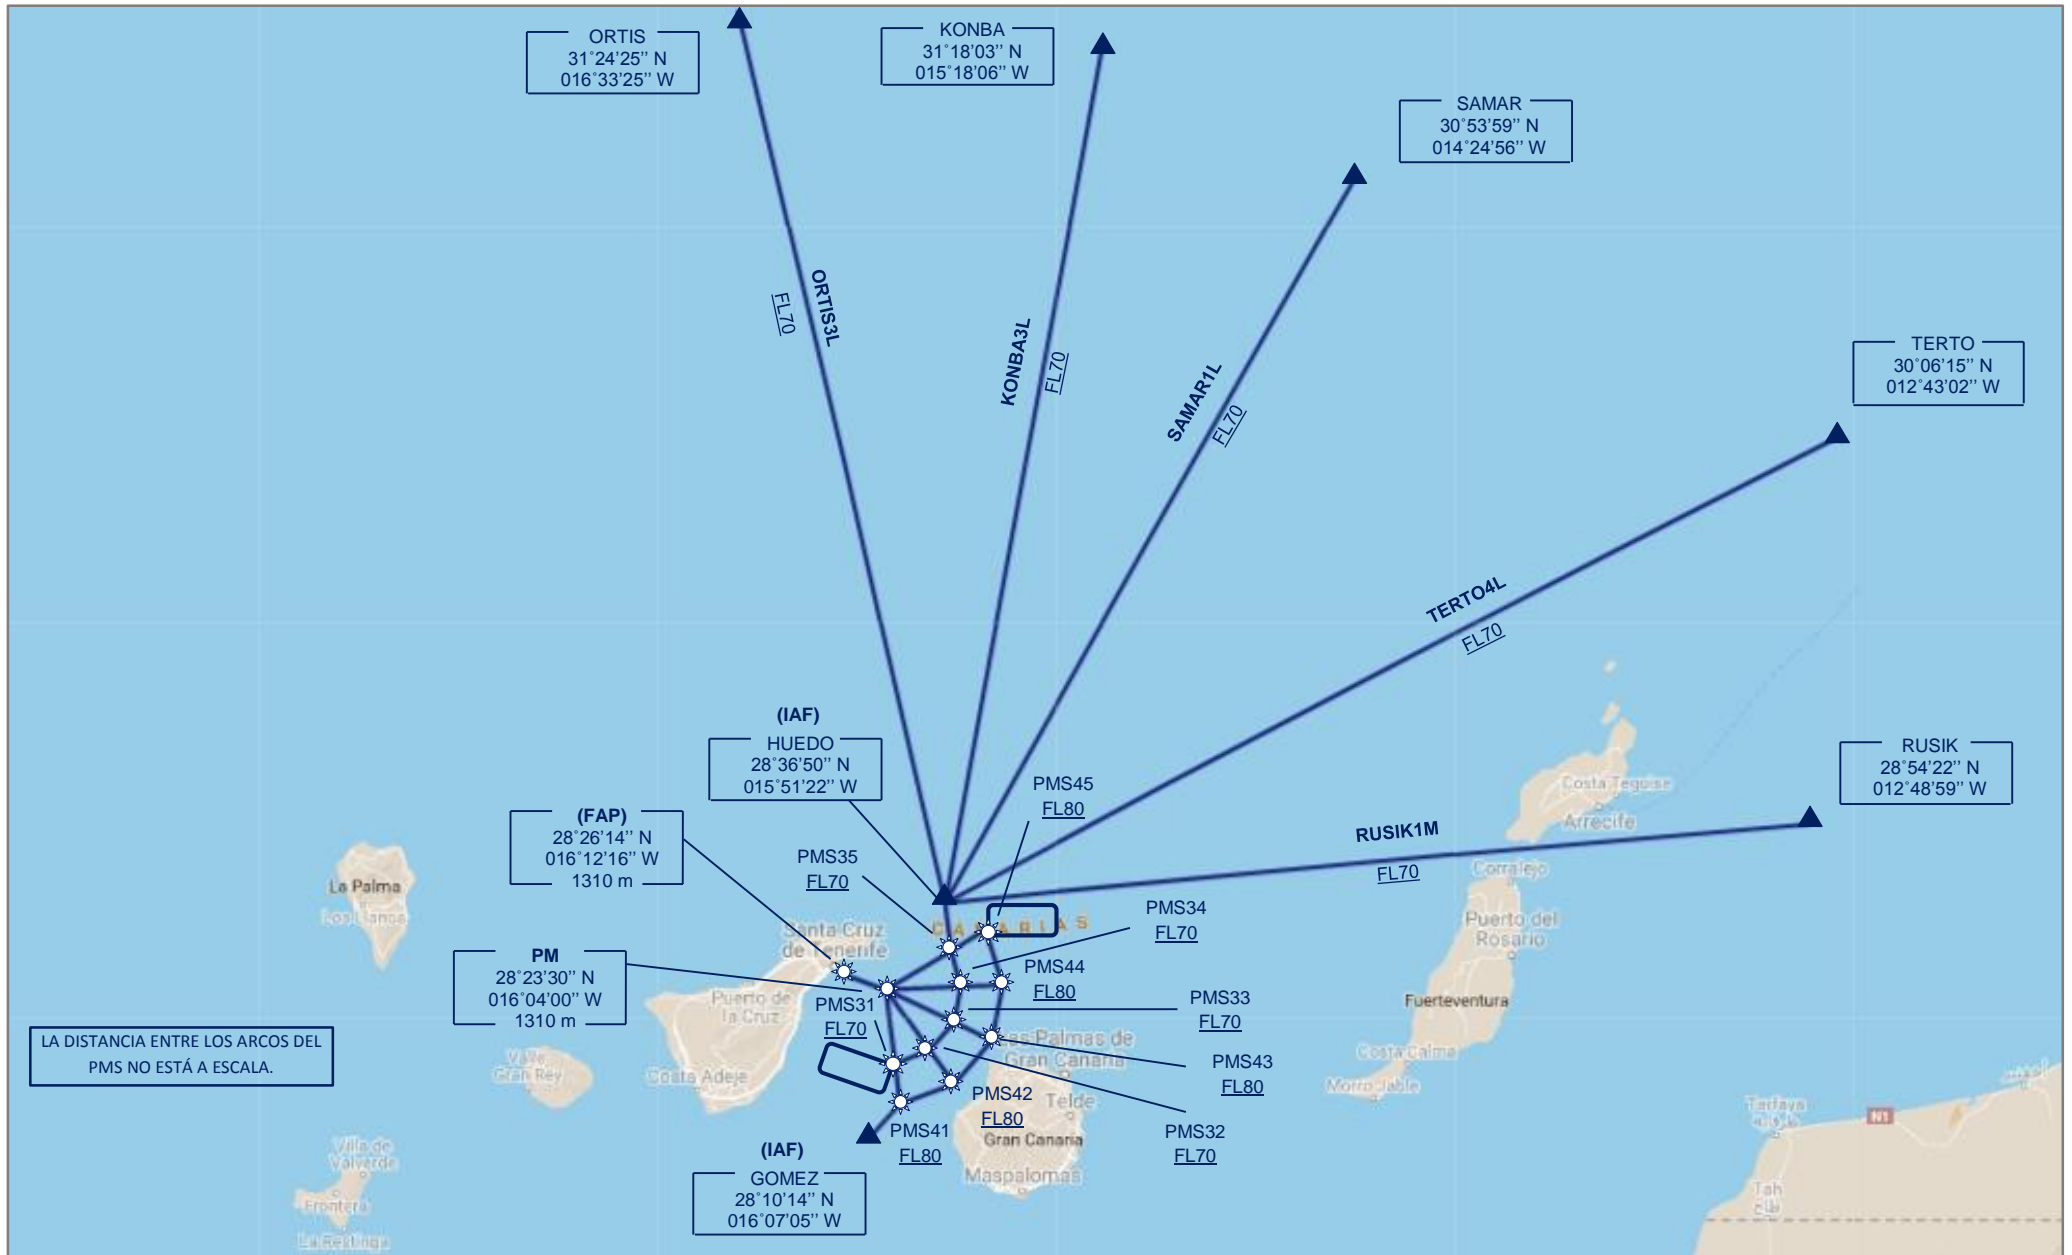 ORTIS
31˚24’25’’ N
016˚33’25’’ W
KONBA
31˚18’03’’ N
015˚18’06’’ W
SAMAR
30˚53’59’’ N
014˚24’56’’ W
ORTIS3L
FL70
KONBA3L
FL70
SAMAR1L
FL70
TERTO
30˚06’15’’ N
012˚43’02’’ W
TERTO4L
FL70
(IAF)
HUEDO
28˚36’50’’ N
015˚51’22’’ W
RUSIK
28˚54’22’’ N
012˚48’59’’ W
RUSIK1M
FL70
PMS45
FL80
(FAP)
28˚26’14’’ N
016˚12’16’’ W
1310 m
PMS35
FL70
Costa Teguise
Arrecife
Corralejo
La Palma
Los Llanos
CANARIAS
PMS34
FL70
Puerto del
Rosario
Santa Cruz
de Tenerife
PM
28˚23’30’’ N
016˚04’00’’ W
1310 m
PMS44
FL80
Puerto de
la Cruz
PMS31
FL70
PMS33
FL70
Fuerteventura
LA DISTANCIA ENTRE LOS ARCOS DEL
PMS NO ESTÁ A ESCALA.
Las Palmas de
Gran Canaria
Costa Calma
Valle
Gran Rey
Costa Adeje
PMS43
FL80
Morro Jable
PMS42
FL80
Telde
Tarfaya
N1
PMS41
FL80
Gran Canaria
PMS32
FL70
Villa de
Valverde
(IAF)
GOMEZ
28˚10’14’’ N
016˚07’05’’ W
Maspalomas
Frontera
La Restinga
Tah
طاح